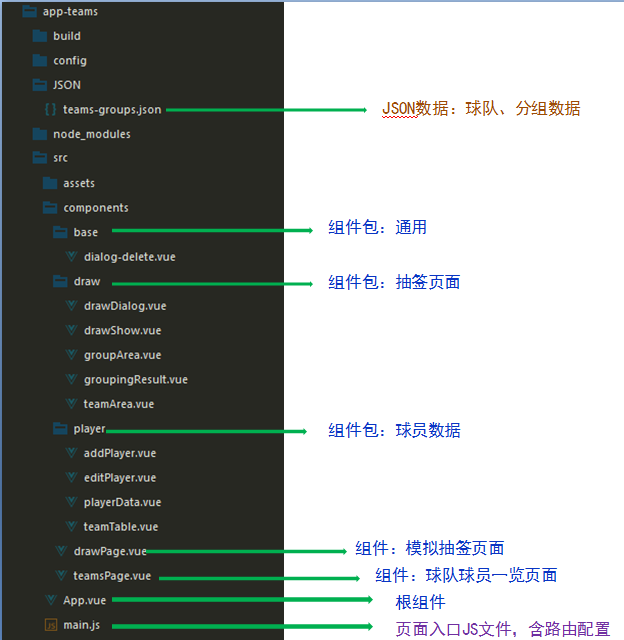 app-teams
build
config
JSON
{ } teams-groups.json JSON数据：球队、分组数据
node_modules
src
assets
components
base 组件包：通用
dialog-delete.vue
draw 组件包：抽签页面
drawDialog.vue
drawShow.vue
groupArea.vue
groupingResult.vue
teamArea.vue
player 组件包：球员数据
addPlayer.vue
editPlayer.vue
playerData.vue
teamTable.vue
drawPage.vue 组件：模拟抽签页面
teamsPage.vue 组件：球队球员一览页面
App.vue 根组件
JS main.js 页面入口JS文件，含路由配置